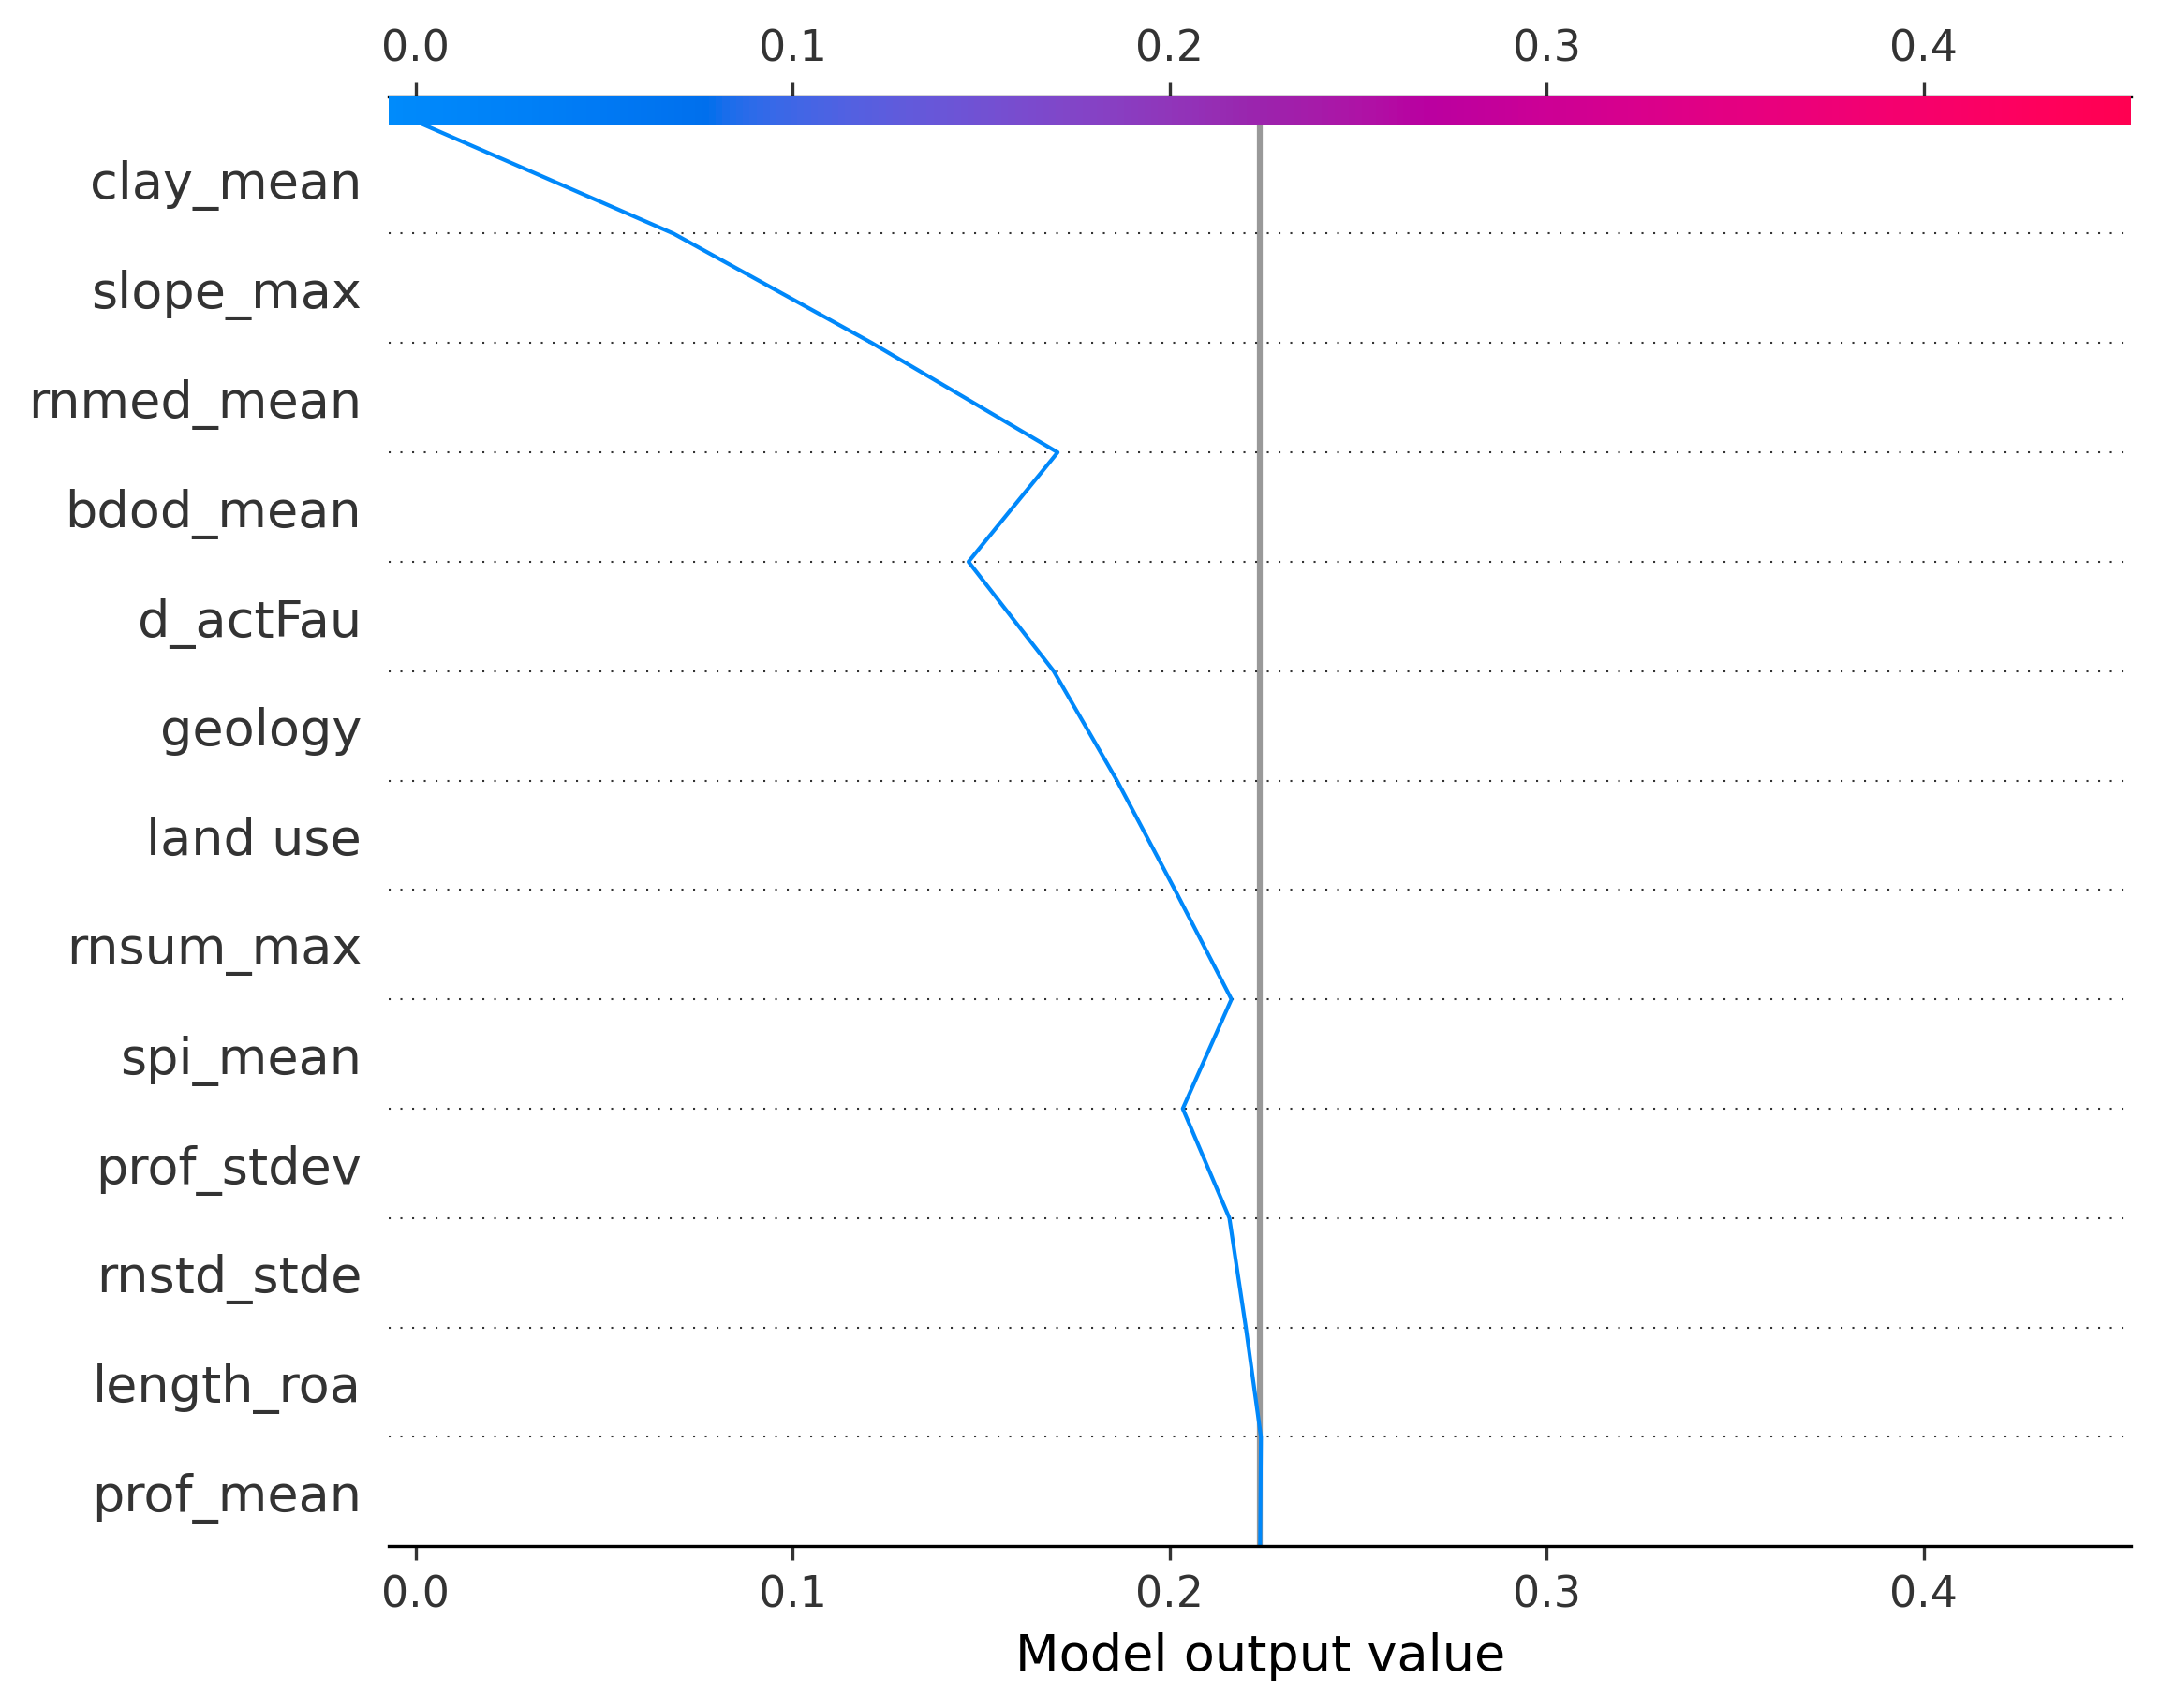 0.0 0.1 0.2 0.3 0.4
clay_mean
slope_max
rnmed_mean
bdod_mean
d_actFau
geology
land use
rnsum_max
spi_mean
prof_stdev
rnstd_stde
length_roa
prof_mean
0.0 0.1 0.2 0.3 0.4
Model output value